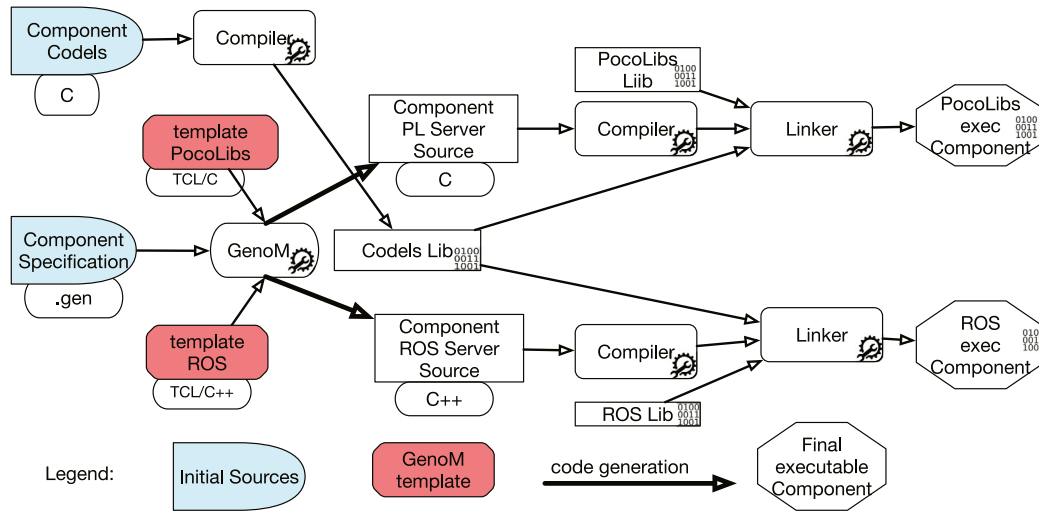 Component
Codels
C
Compiler
template
PocoLibs
TCL/C
Component
Specification
.gen
GenoM
template
ROS
TCL/C++
Component
PL Server
Source
C
Codels Lib
0100
0011
1001
Component
ROS Server
Source
C++
PocoLibs
Liib
0100
0011
1001
Compiler
Linker
PocoLibs
exec
Component
0100
0011
1001
Compiler
ROS Lib
0100
0011
1001
Linker
ROS
exec
Component
010
001
100
Legend:
Initial Sources
GenoM
template
code generation
Final
executable
Component